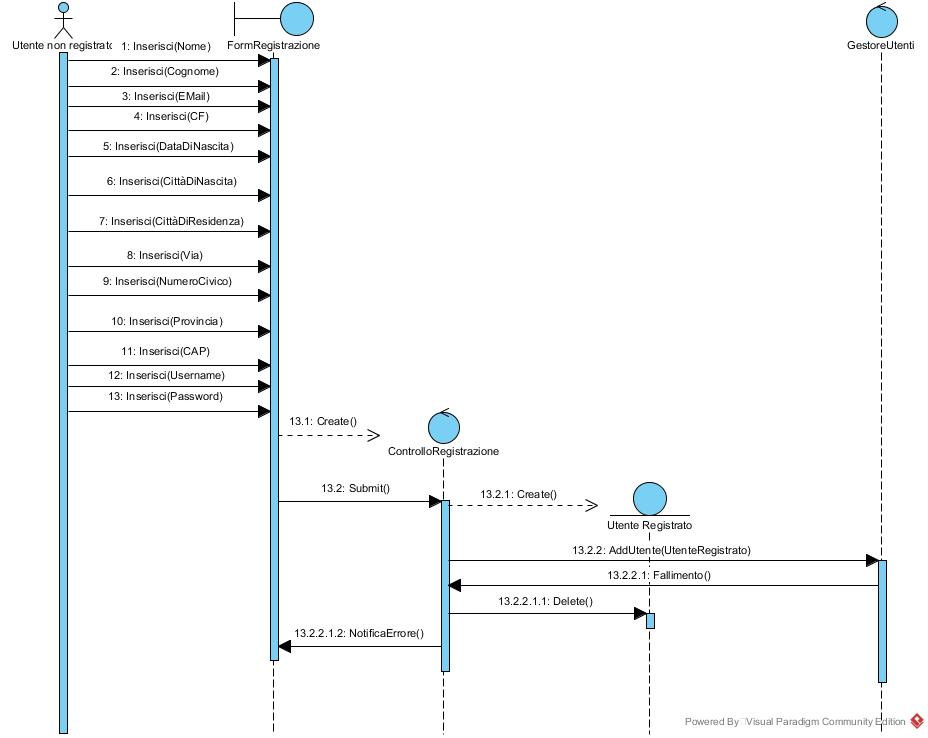 Utente non registrato
FormRegistrazione
GestoreUtenti
1: Inserisci(Nome)
2: Inserisci(Cognome)
3: Inserisci(EMail)
4: Inserisci(CF)
5: Inserisci(DataDiNascita)
6: Inserisci(CittàDiNascita)
7: Inserisci(CittàDiResidenza)
8: Inserisci(Via)
9: Inserisci(NumeroCivico)
10: Inserisci(Provincia)
11: Inserisci(CAP)
12: Inserisci(Username)
13: Inserisci(Password)
13.1: Create()
ControlloRegistrazione
13.2: Submit()
13.2.1: Create()
Utente Registrato
13.2.2: AddUtente(UtenteRegistrato)
13.2.2.1: Fallimento()
13.2.2.1.1: Delete()
13.2.2.1.2: NotificaErrore()
Powered By Visual Paradigm Community Edition